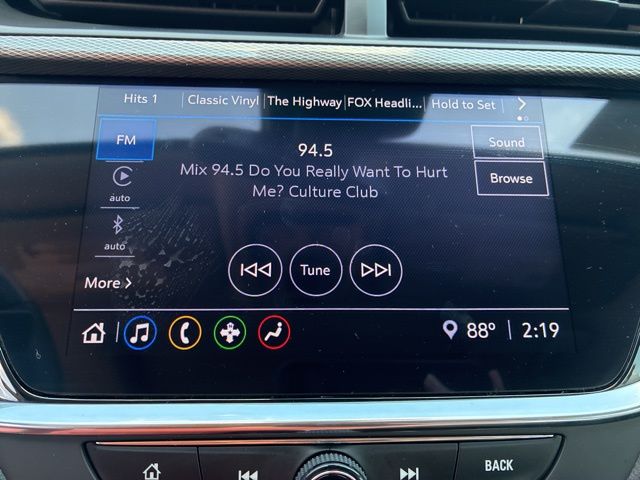 Hits 1 Classic Vinyl The Highway FOX Headli... Hold to Set
FM
94.5
Sound
Mix 94.5 Do You Really Want To Hurt
Me? Culture Club
Browse
auto
auto
Tune
More
88° 2:19
BACK